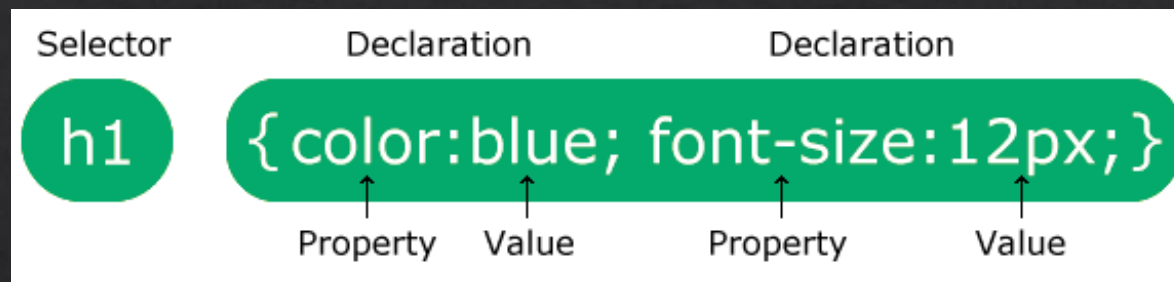 Selector Declaration Declaration
h1 {color:blue; font-size:12px;}
Property Value Property Value